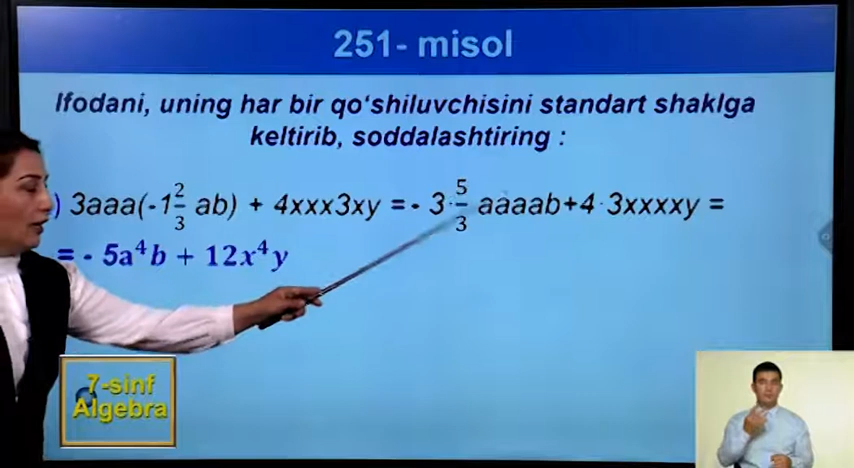 251- misol
Ifodani, uning har bir qo‘shiluvchisini standart shaklga
keltirib, soddalashtiring :
) 3aaa(-1 2/3 ab) + 4xxx3xy = - 3· 5/3 aaaab+4·3xxxxy =
= - 5a⁴b + 12x⁴y
7-sinf
Algebra